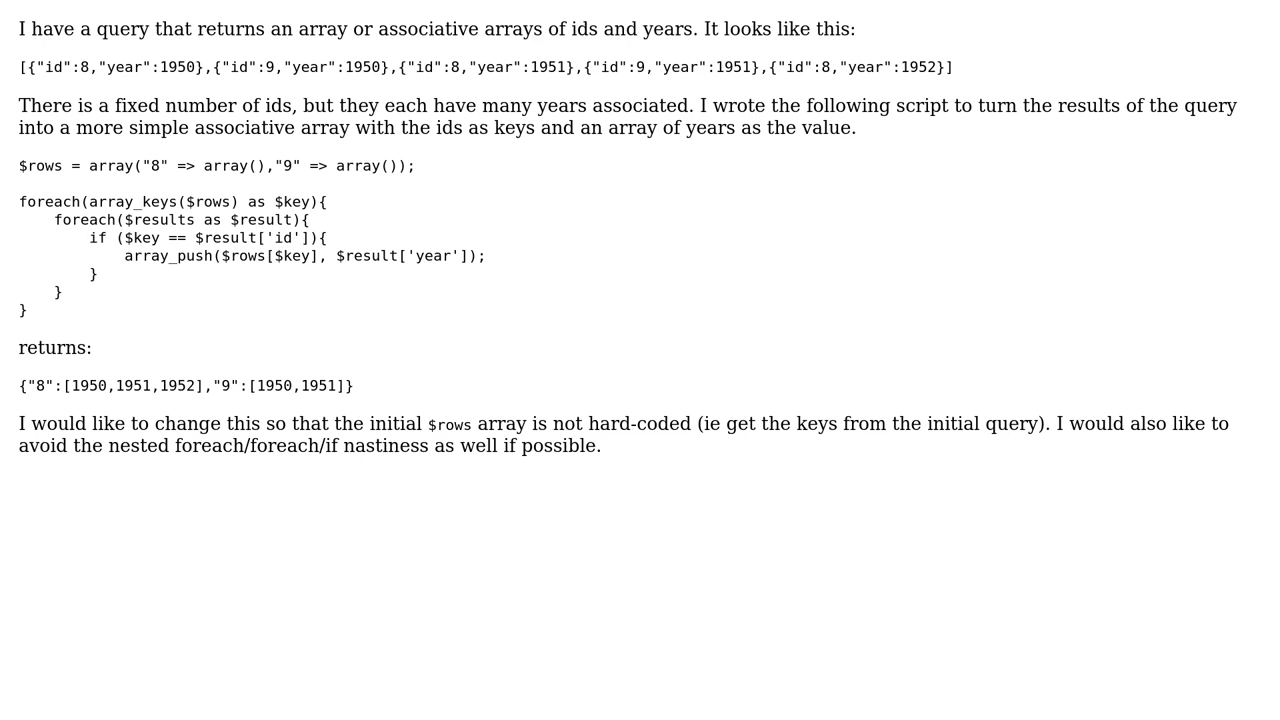 I have a query that returns an array or associative arrays of ids and years. It looks like this:
[{"id":8,"year":1950},{"id":9,"year":1950},{"id":8,"year":1951},{"id":9,"year":1951},{"id":8,"year":1952}]
There is a fixed number of ids, but they each have many years associated. I wrote the following script to turn the results of the query
into a more simple associative array with the ids as keys and an array of years as the value.
$rows = array("8" => array(),"9" => array());
foreach(array_keys($rows) as $key){
    foreach($results as $result){
        if ($key == $result['id']){
            array_push($rows[$key], $result['year']);
        }
    }
}
returns:
{"8":[1950,1951,1952],"9":[1950,1951]}
I would like to change this so that the initial $rows array is not hard-coded (ie get the keys from the initial query). I would also like to
avoid the nested foreach/foreach/if nastiness as well if possible.